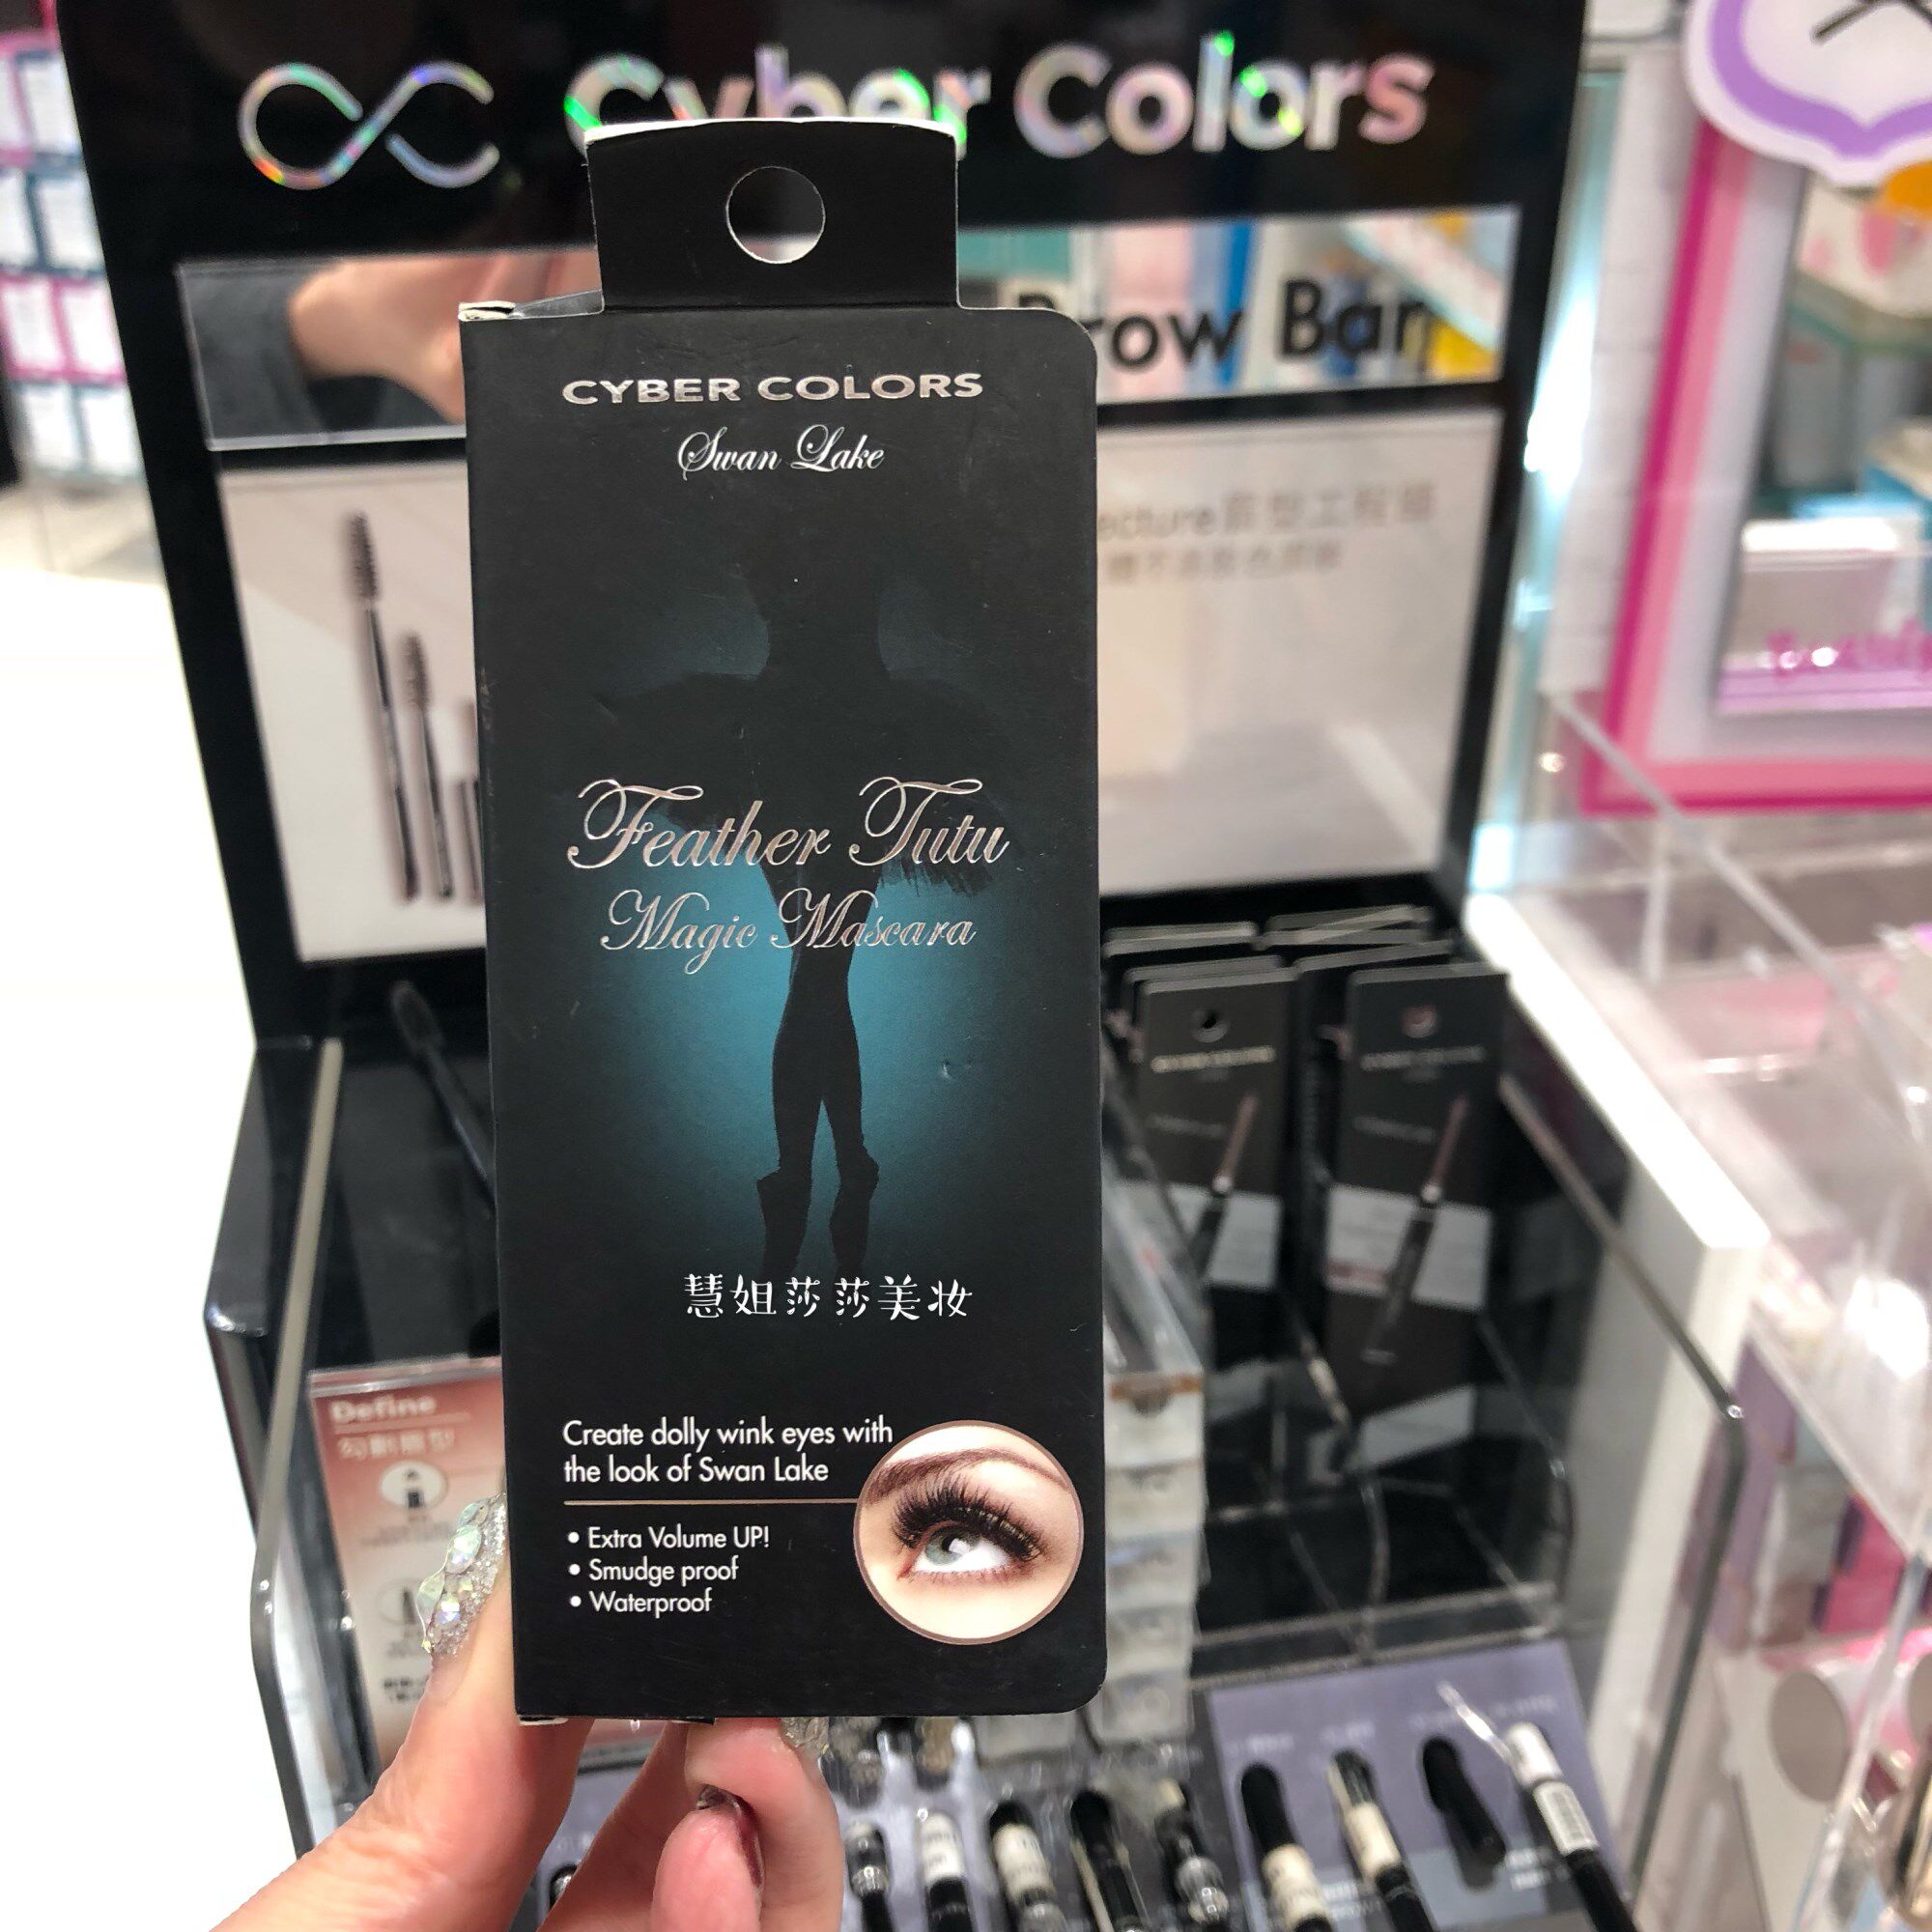 Cyber Colors
Brow Bar
CYBER COLORS
Swan Lake
Feather Tutu
Magic Mascara
慧姐莎莎美妆
Create dolly wink eyes with
the look of Swan Lake
• Extra Volume UP!
• Smudge proof
• Waterproof
Define